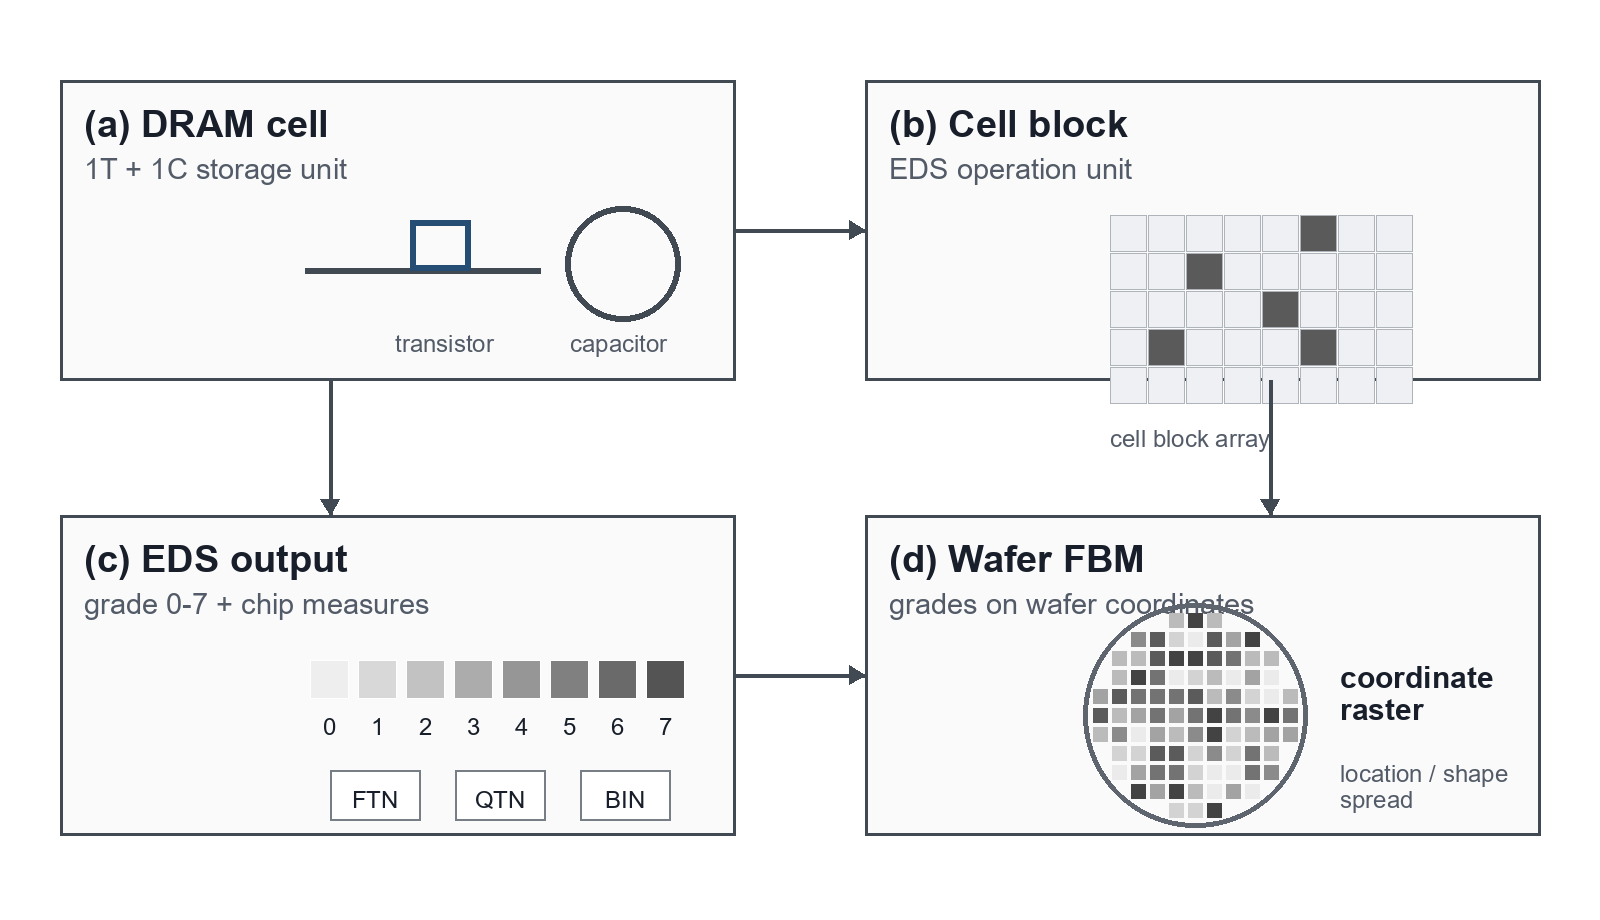 (a) DRAM cell
1T + 1C storage unit
transistor
capacitor
(b) Cell block
EDS operation unit
cell block array
(c) EDS output
grade 0-7 + chip measures
0 1 2 3 4 5 6 7
FTN QTN BIN
(d) Wafer FBM
grades on wafer coordinates
coordinate
raster
location / shape
spread